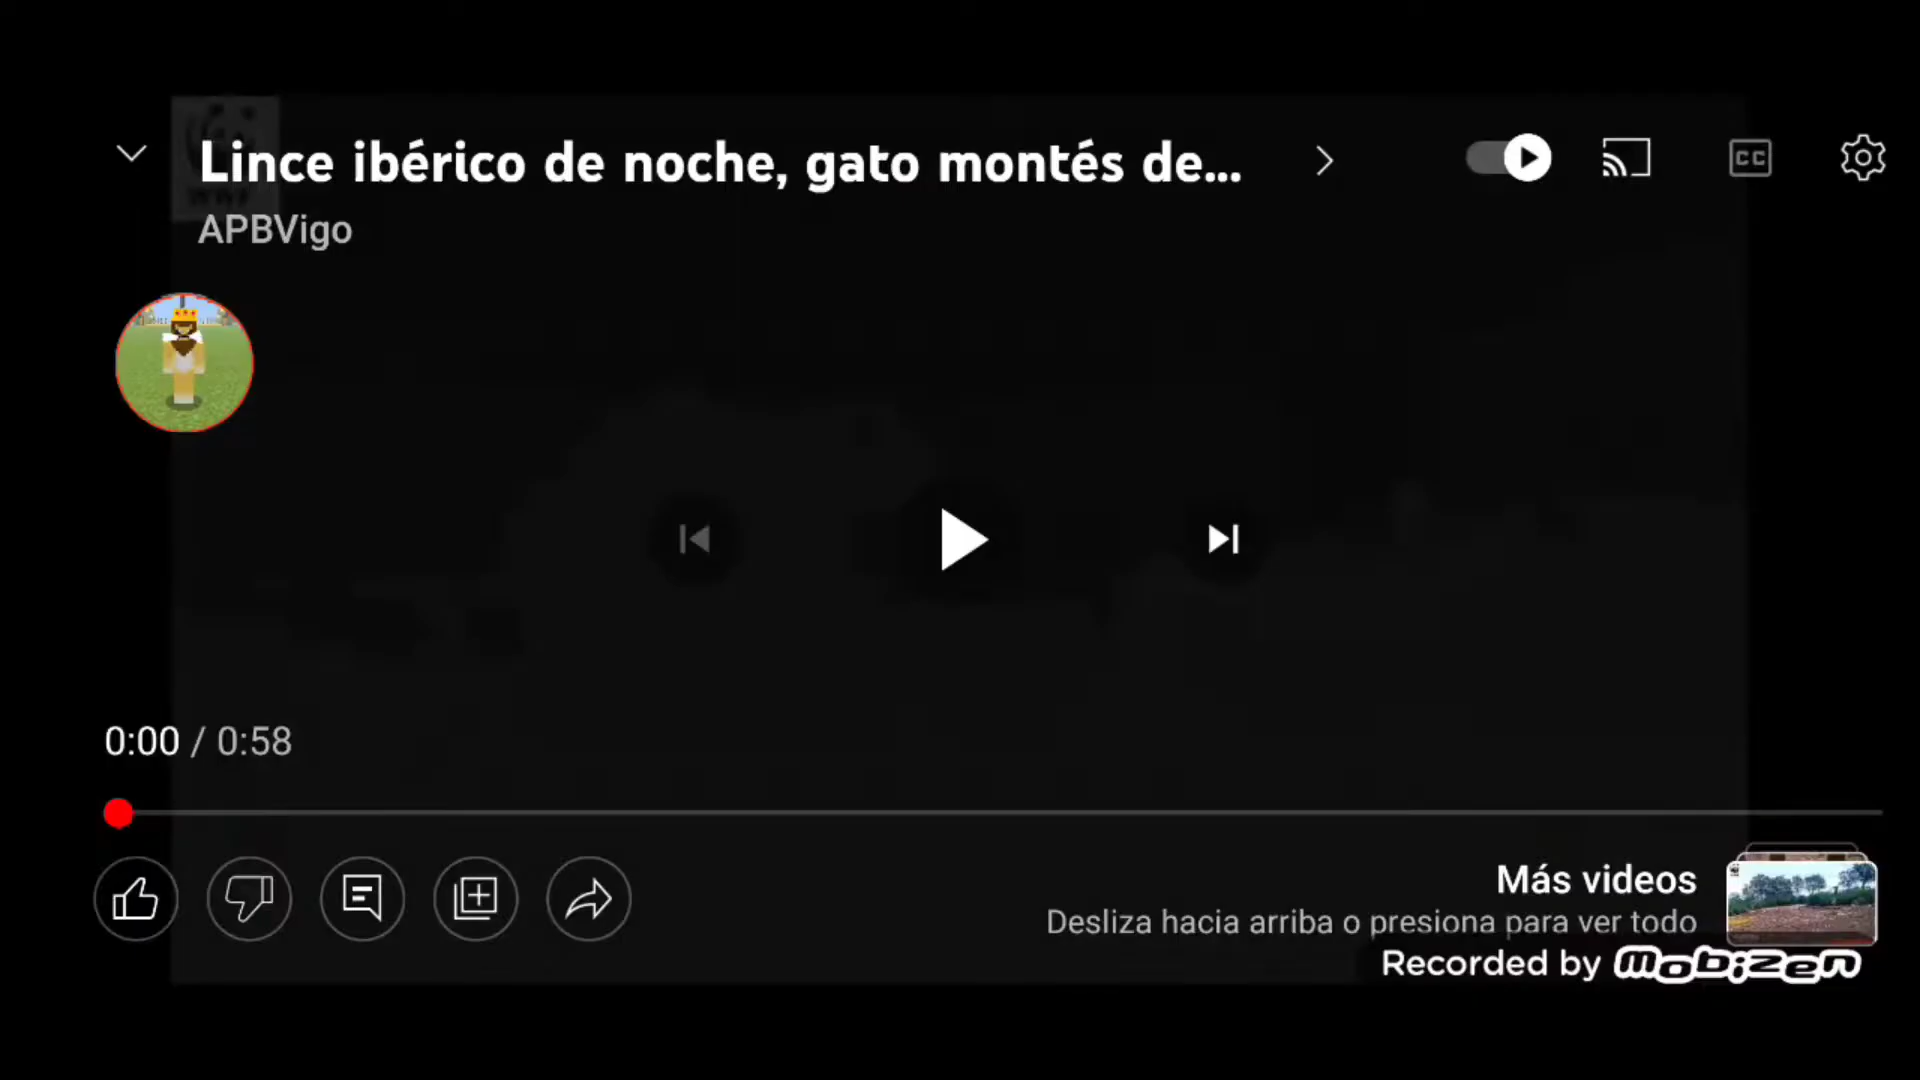 Lince ibérico de noche, gato montés de...
APBVigo
CC
0:00 / 0:58
Más videos
Desliza hacia arriba o presiona para ver todo
Recorded by Mobizen